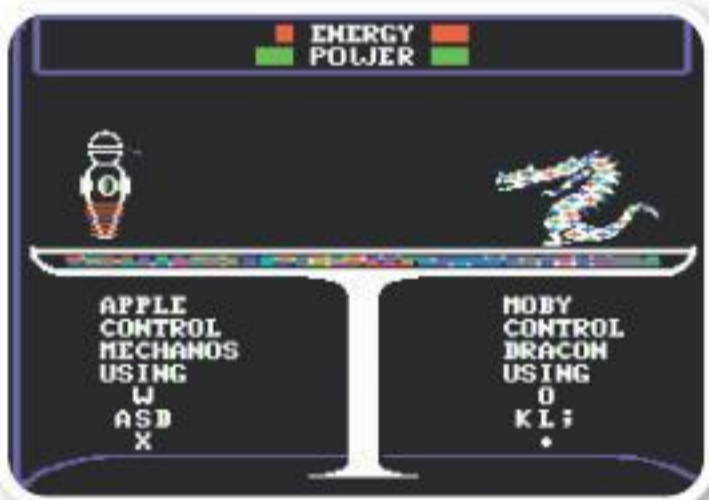 ENERGY
POWER
APPLE
CONTROL
MECHANOS
USING
W
ASD
X
MOBY
CONTROL
DRACON
USING
O
KL;
.